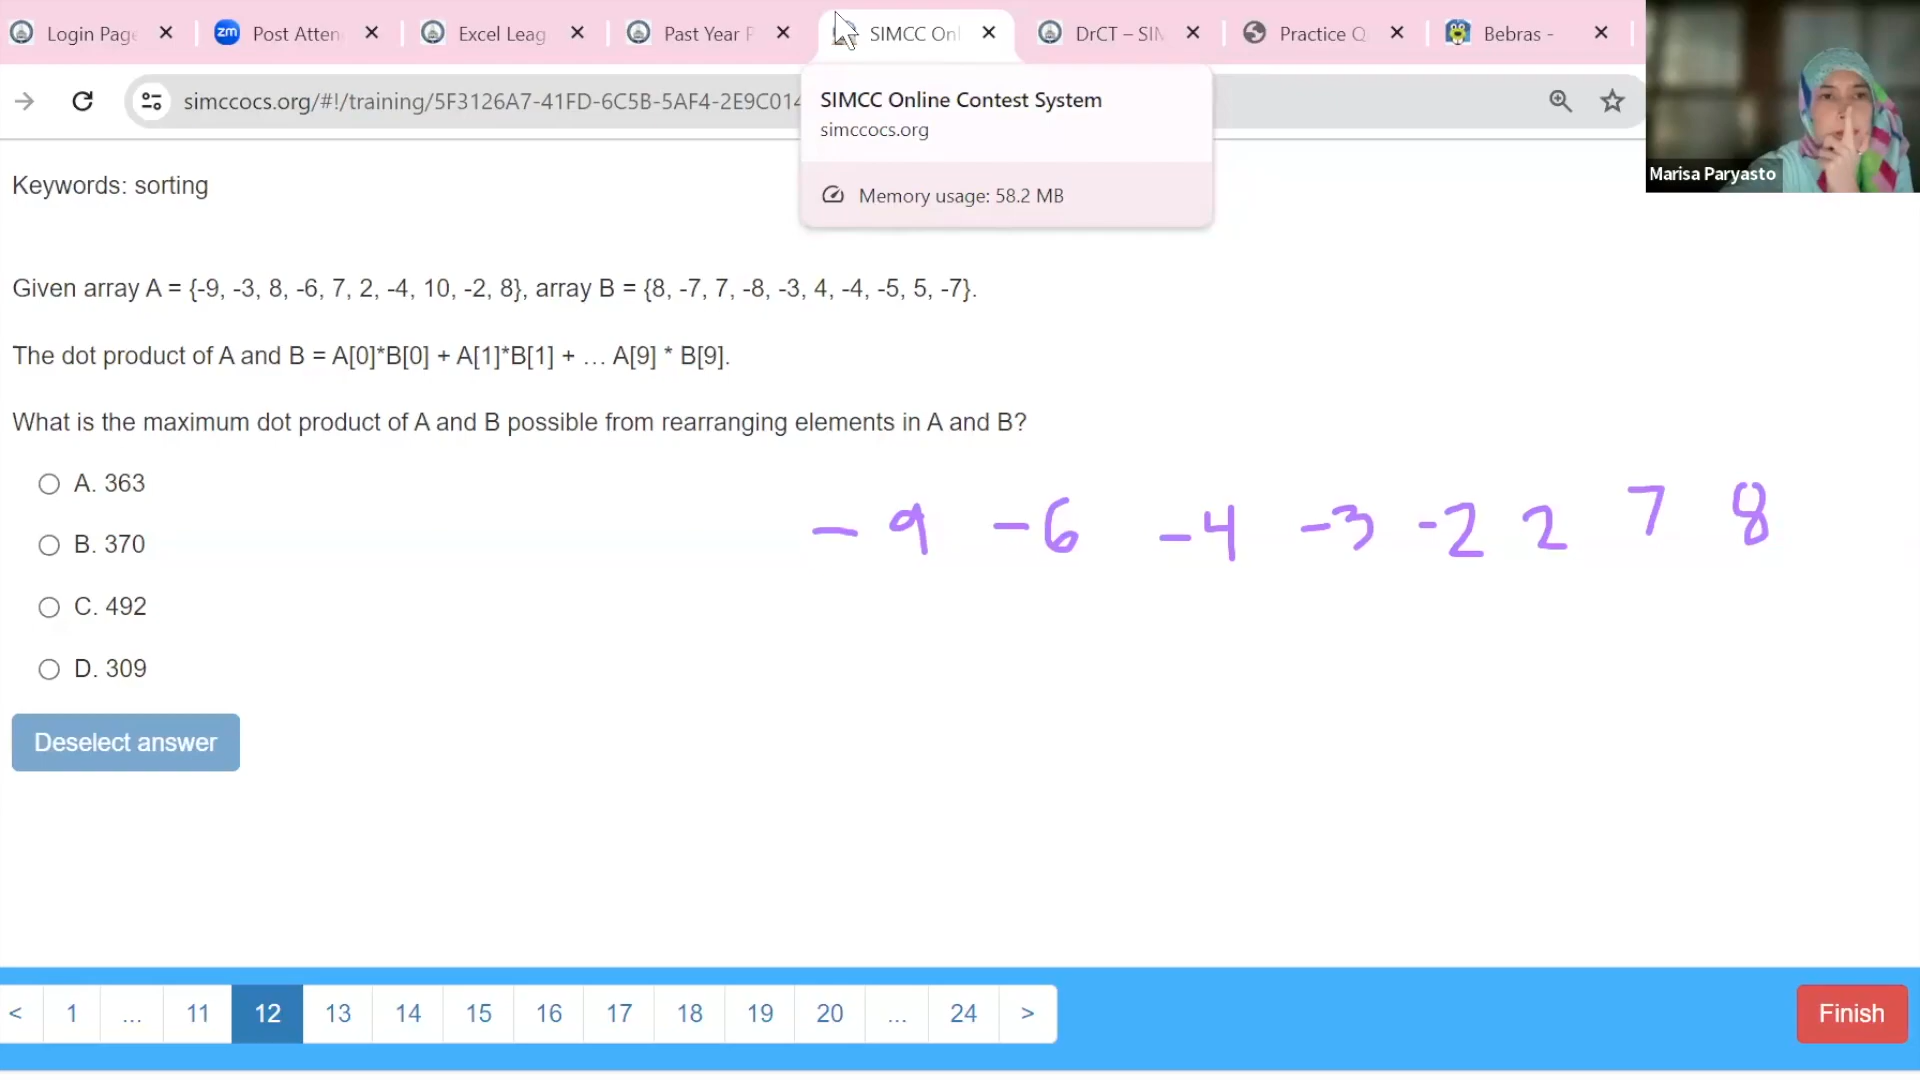 Login Page
zm Post Atten
Excel Leag
Past Year P
SIMCC Onl
DrCT – SIM
Practice Q
Bebras -
simccocs.org/#!/training/5F3126A7-41FD-6C5B-5AF4-2E9C014
SIMCC Online Contest System
simccocs.org
Memory usage: 58.2 MB
Marisa Paryasto
Keywords: sorting
Given array A = {-9, -3, 8, -6, 7, 2, -4, 10, -2, 8}, array B = {8, -7, 7, -8, -3, 4, -4, -5, 5, -7}.
The dot product of A and B = A[0]*B[0] + A[1]*B[1] + … A[9] * B[9].
What is the maximum dot product of A and B possible from rearranging elements in A and B?
A. 363
B. 370
C. 492
D. 309
-9 -6 -4 -3 -2 2 7 8
Deselect answer
< 1 ... 11 12 13 14 15 16 17 18 19 20 ... 24 >
Finish